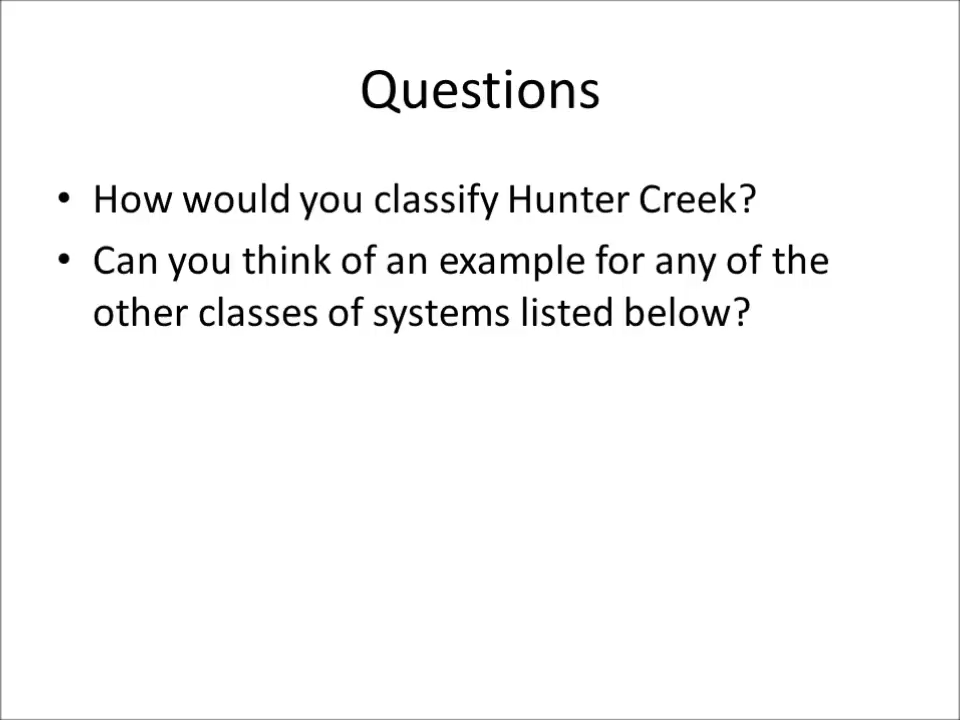 Questions
• How would you classify Hunter Creek?
• Can you think of an example for any of the
other classes of systems listed below?